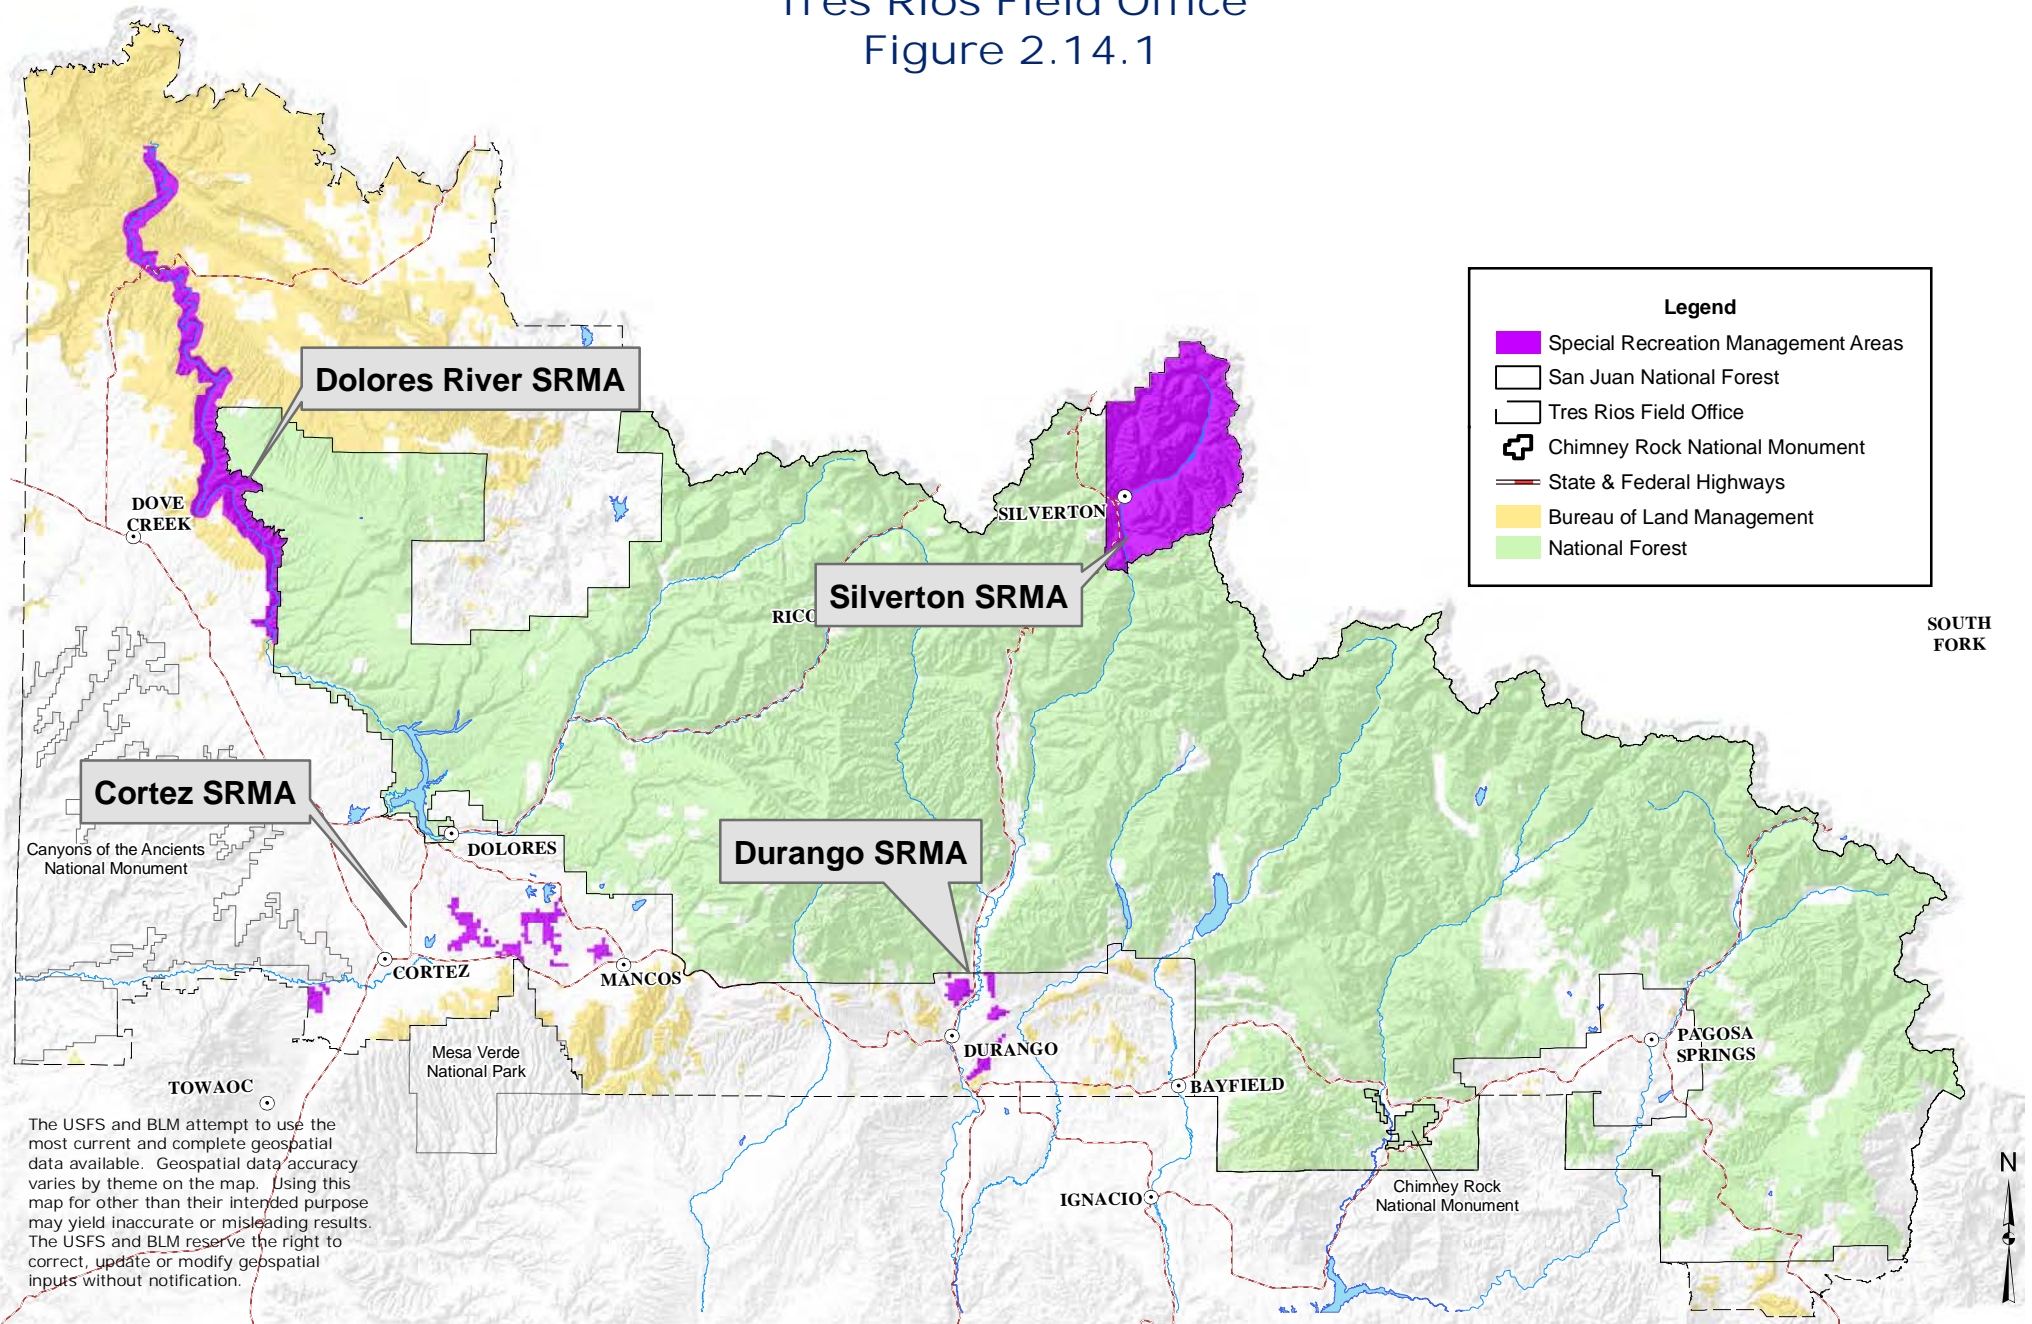 Tres Rios Field Office
Figure 2.14.1
Legend
Special Recreation Management Areas
San Juan National Forest
Tres Rios Field Office
Chimney Rock National Monument
State & Federal Highways
Bureau of Land Management
National Forest
Dolores River SRMA
DOVE
CREEK
SILVERTON
Silverton SRMA
RICO
SOUTH
FORK
Cortez SRMA
Canyons of the Ancients
National Monument
DOLORES
Durango SRMA
CORTEZ
MANCOS
Mesa Verde
National Park
DURANGO
PAGOSA
SPRINGS
TOWAOC
BAYFIELD
The USFS and BLM attempt to use the
most current and complete geospatial
data available. Geospatial data accuracy
varies by theme on the map. Using this
map for other than their intended purpose
may yield inaccurate or misleading results.
The USFS and BLM reserve the right to
correct, update or modify geospatial
inputs without notification.
IGNACIO
Chimney Rock
National Monument
N